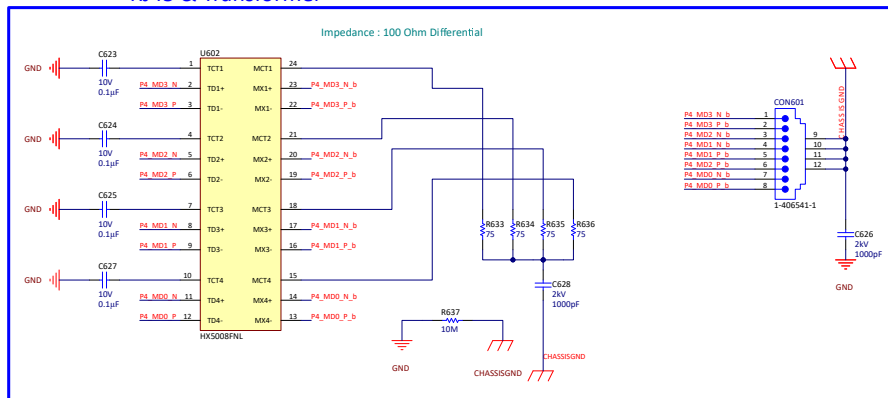 Impedance : 100 Ohm Differential
U602
C623
GND
10V
0.1µF
1 TCT1 MCT1 24
P4_MD3_N 2 TD1+ MX1+ 23 P4_MD3_N_b
P4_MD3_P 3 TD1- MX1- 22 P4_MD3_P_b
C624
GND
10V
0.1µF
4 TCT2 MCT2 21
P4_MD2_N 5 TD2+ MX2+ 20 P4_MD2_N_b
P4_MD2_P 6 TD2- MX2- 19 P4_MD2_P_b
C625
GND
10V
0.1µF
7 TCT3 MCT3 18
P4_MD1_N 8 TD3+ MX3+ 17 P4_MD1_N_b
P4_MD1_P 9 TD3- MX3- 16 P4_MD1_P_b
C627
GND
10V
0.1µF
10 TCT4 MCT4 15
P4_MD0_N 11 TD4+ MX4+ 14 P4_MD0_N_b
P4_MD0_P 12 TD4- MX4- 13 P4_MD0_P_b
HX5008FNL
R633
75
R634
75
R635
75
R636
75
C628
2kV
1000pF
R637
10M
GND
CHASSISGND
CHASSISGND
CHASSISGND
CON601
P4_MD3_N_b 1
P4_MD3_P_b 2
P4_MD2_N_b 3
P4_MD1_N_b 4
P4_MD1_P_b 5
P4_MD2_P_b 6
P4_MD0_N_b 7
P4_MD0_P_b 8
9
10
11
12
1-406541-1
C626
2kV
1000pF
GND